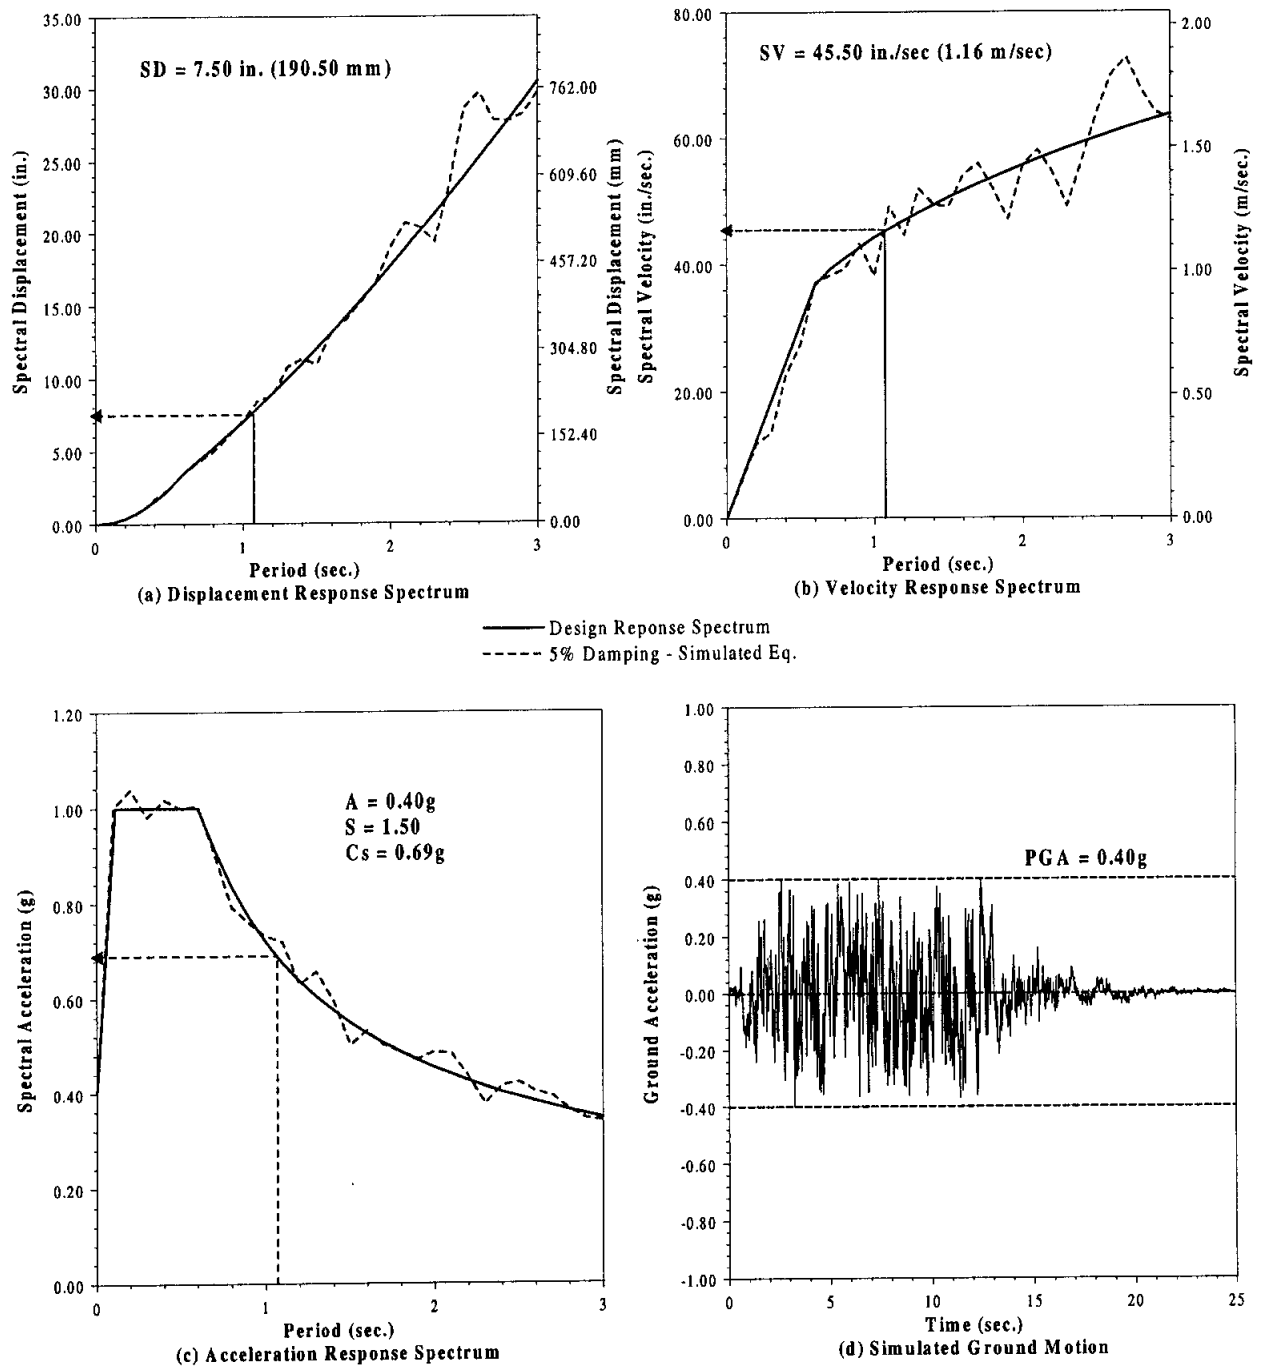 35.00
30.00
25.00
20.00
15.00
10.00
5.00
0.00
Spectral Displacement (in.)
SD = 7.50 in. (190.50 mm)
762.00
609.60
457.20
304.80
152.40
0.00
Spectral Displacement (mm)
0 1 2 3
Period (sec.)
(a) Displacement Response Spectrum
80.00
60.00
40.00
20.00
0.00
Spectral Velocity (in./sec.)
SV = 45.50 in./sec (1.16 m/sec)
2.00
1.50
1.00
0.50
0.00
Spectral Velocity (m/sec.)
0 1 2 3
Period (sec.)
(b) Velocity Response Spectrum
Design Reponse Spectrum
5% Damping - Simulated Eq.
1.20
1.00
0.80
0.60
0.40
0.20
0.00
Spectral Acceleration (g)
A = 0.40g
S = 1.50
Cs = 0.69g
0 1 2 3
Period (sec.)
(c) Acceleration Response Spectrum
1.00
0.80
0.60
0.40
0.20
0.00
-0.20
-0.40
-0.60
-0.80
-1.00
Ground Acceleration (g)
PGA = 0.40g
0 5 10 15 20 25
Time (sec.)
(d) Simulated Ground Motion